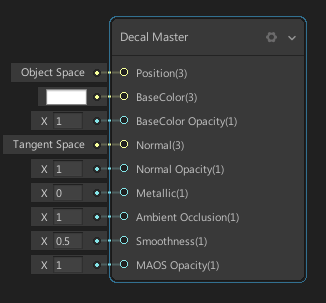 Decal Master
Object Space Position(3)
BaseColor(3)
X 1 BaseColor Opacity(1)
Tangent Space Normal(3)
X 1 Normal Opacity(1)
X 0 Metallic(1)
X 1 Ambient Occlusion(1)
X 0.5 Smoothness(1)
X 1 MAOS Opacity(1)